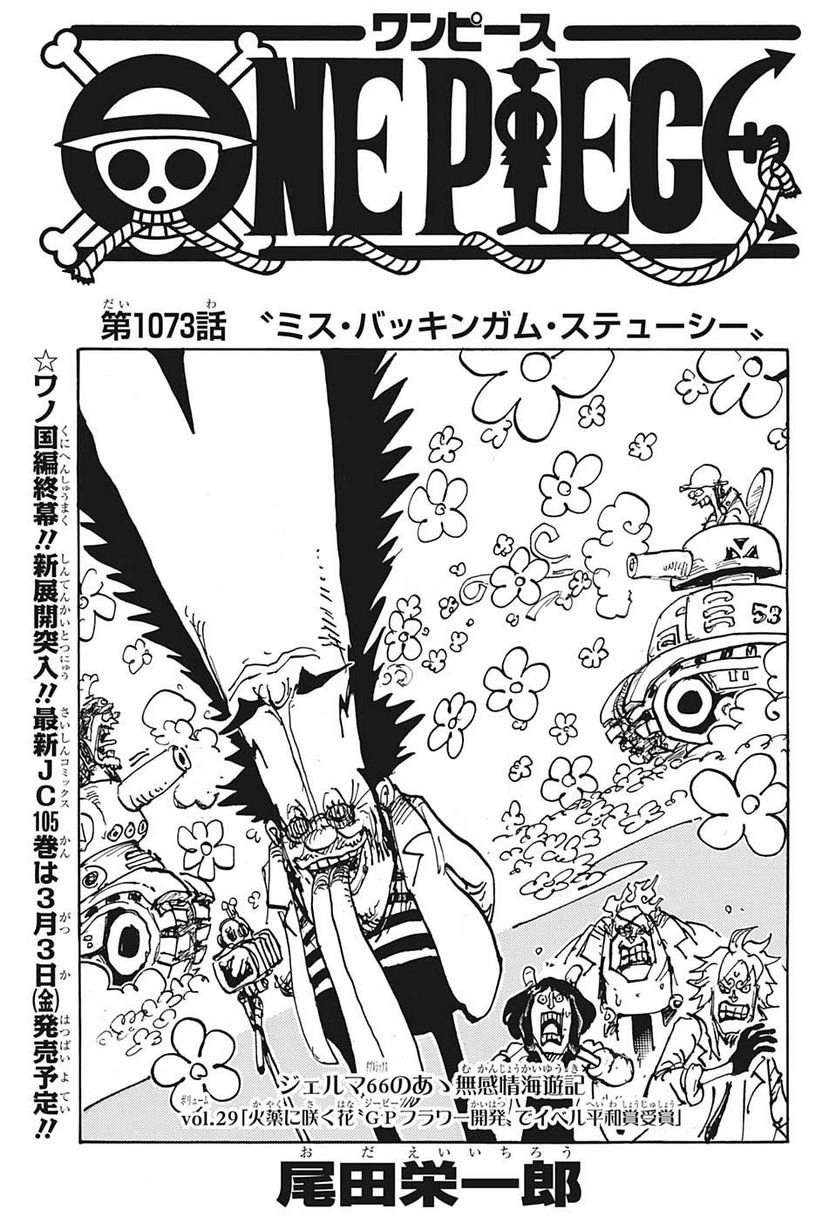 ワンピース
ONE PIECE
第1073話 〝ミス・バッキンガム・ステューシー〟
☆ワノ国編終幕!!新展開突入!!最新JC105巻は3月3日(金)発売予定!!
53
ジェルマ66のあゝ無感情海遊記
vol.29「火薬に咲く花〝GPフラワー開発〟でイベル平和賞受賞」
尾田栄一郎